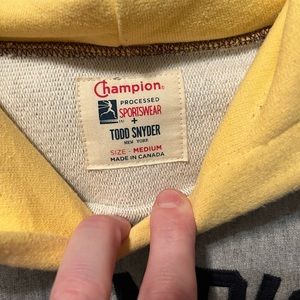 Champion®
PROCESSED
SPORTSWEAR
+
TODD SNYDER
NEW YORK
SIZE - MEDIUM
MADE IN CANADA